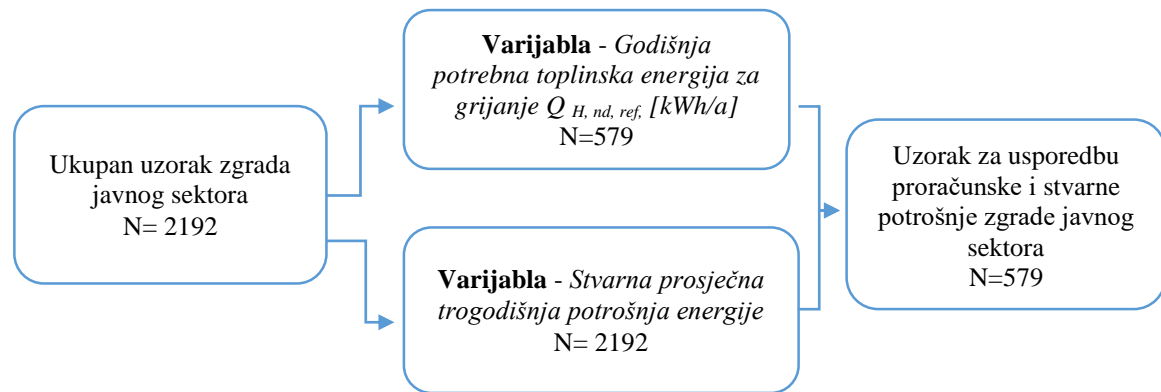 Ukupan uzorak zgrada
javnog sektora
N= 2192
Varijabla - Godišnja
potrebna toplinska energija za
grijanje Q H, nd, ref, [kWh/a]
N=579
Varijabla - Stvarna prosječna
trogodišnja potrošnja energije
N= 2192
Uzorak za usporedbu
proračunske i stvarne
potrošnje zgrade javnog
sektora
N=579